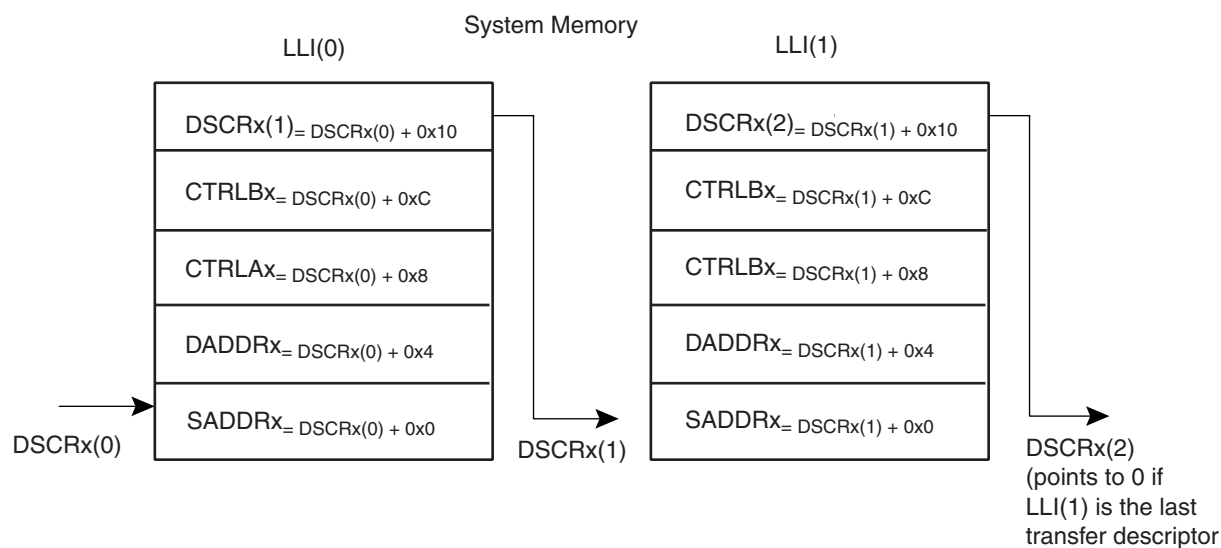 System Memory
LLI(0)
LLI(1)
DSCRx(1)= DSCRx(0) + 0x10
CTRLBx= DSCRx(0) + 0xC
CTRLAx= DSCRx(0) + 0x8
DADDRx= DSCRx(0) + 0x4
SADDRx= DSCRx(0) + 0x0
DSCRx(0)
DSCRx(1)
DSCRx(2)= DSCRx(1) + 0x10
CTRLBx= DSCRx(1) + 0xC
CTRLBx= DSCRx(1) + 0x8
DADDRx= DSCRx(1) + 0x4
SADDRx= DSCRx(1) + 0x0
DSCRx(2)
(points to 0 if
LLI(1) is the last
transfer descriptor